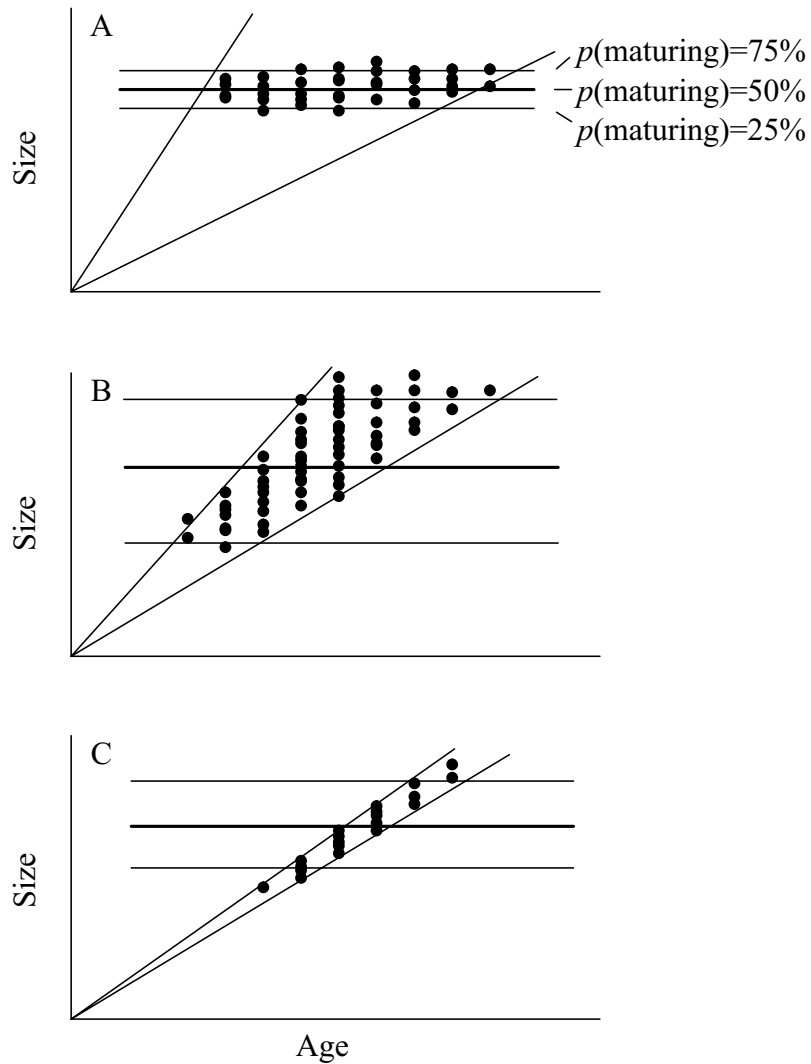 A
p(maturing)=75%
p(maturing)=50%
p(maturing)=25%
Size
B
Size
C
Size
Age